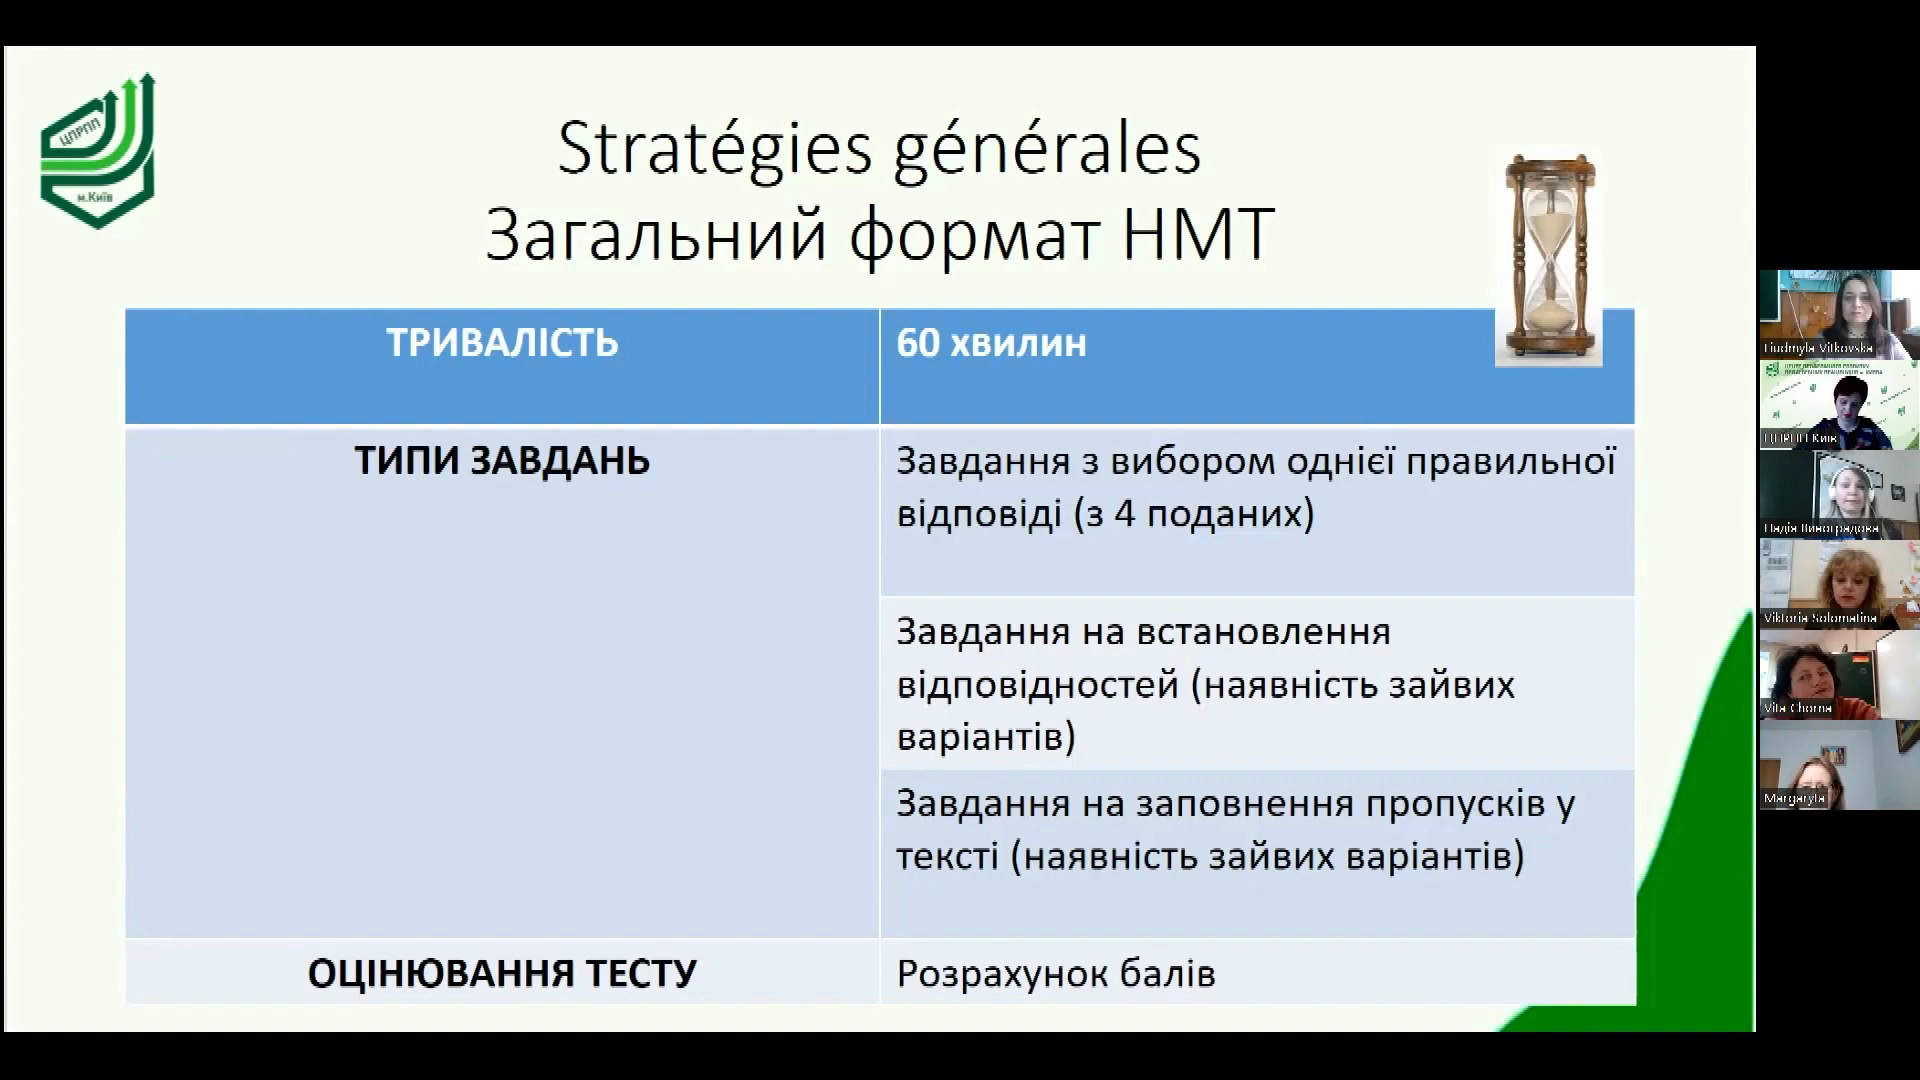 ЦПРПП
м.Київ
Stratégies générales
Загальний формат НМТ
ТРИВАЛІСТЬ
60 хвилин
ТИПИ ЗАВДАНЬ
Завдання з вибором однієї правильної
відповіді (з 4 поданих)
Завдання на встановлення
відповідностей (наявність зайвих
варіантів)
Завдання на заповнення пропусків у
тексті (наявність зайвих варіантів)
ОЦІНЮВАННЯ ТЕСТУ
Розрахунок балів
Liudmyla Vitkovska
ЦПРПП Київ
Надія Виноградова
Viktoria Solomatina
Vita Chorna
Margaryta